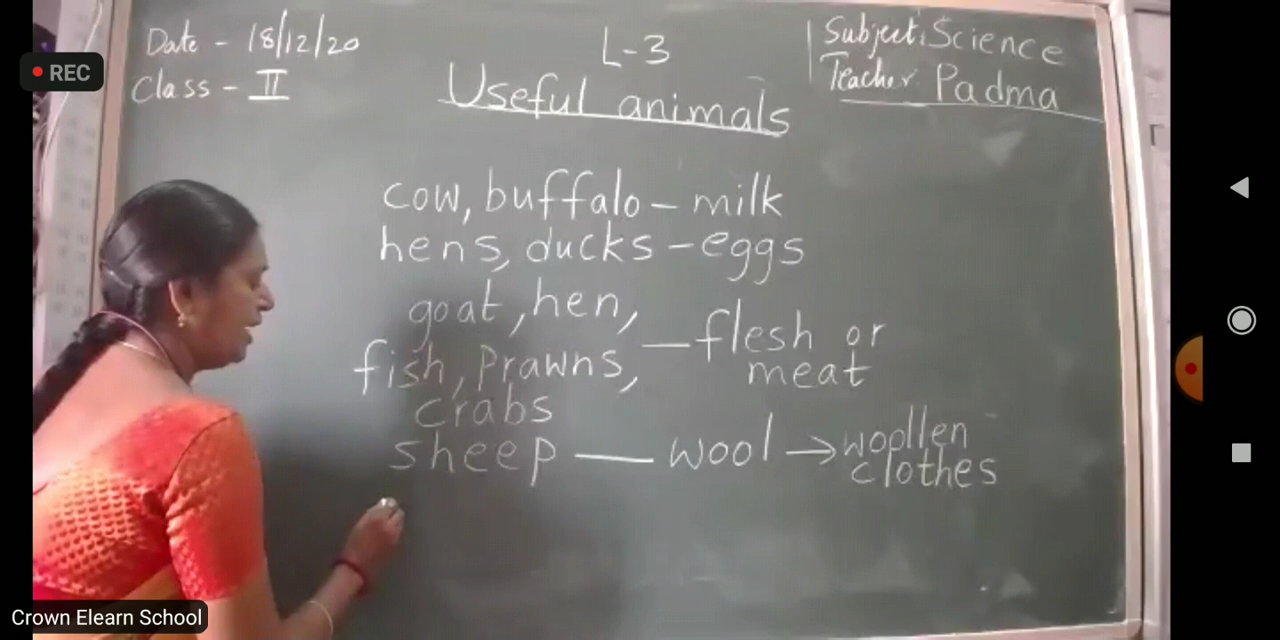 Date - 18/12/20
Class - II
REC
L-3
Useful animals
Subject: Science
Teacher Padma
cow, buffalo - milk
hens, ducks - eggs
goat, hen,
fish, Prawns, — flesh or
meat
crabs
sheep — wool → woollen
clothes
Crown Elearn School